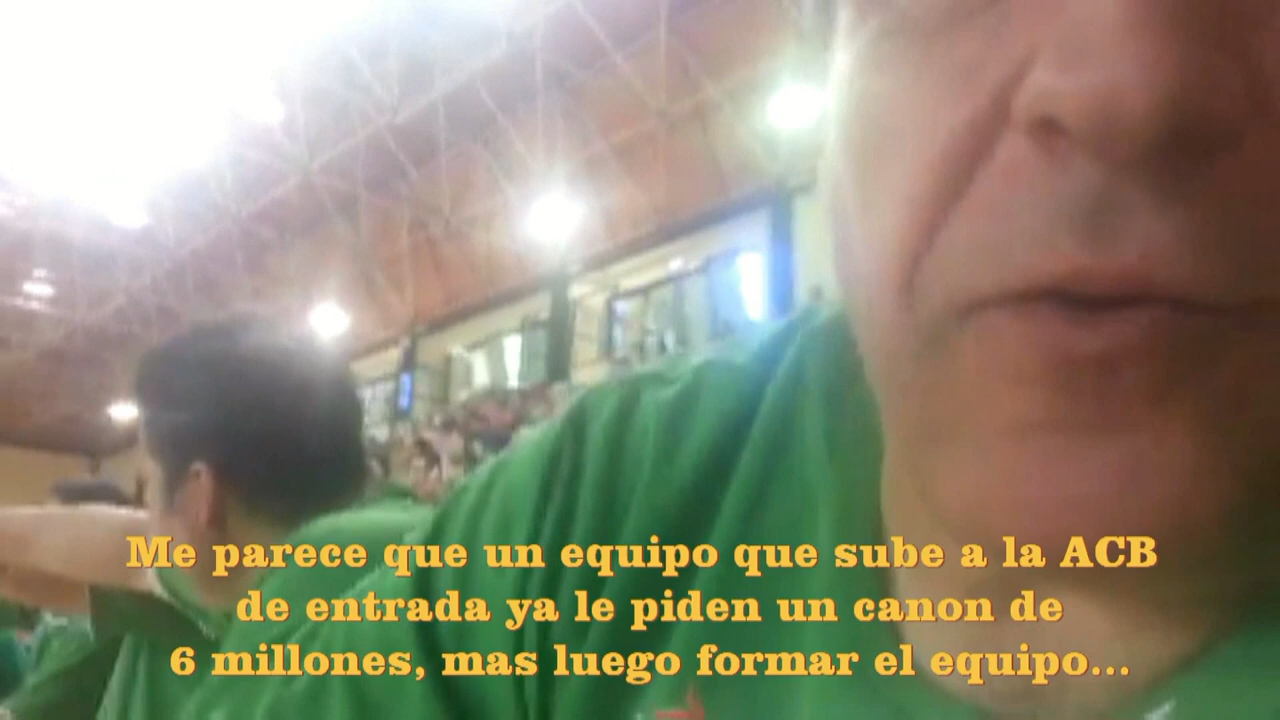 Me parece que un equipo que sube a la ACB
de entrada ya le piden un canon de
6 millones, mas luego formar el equipo...